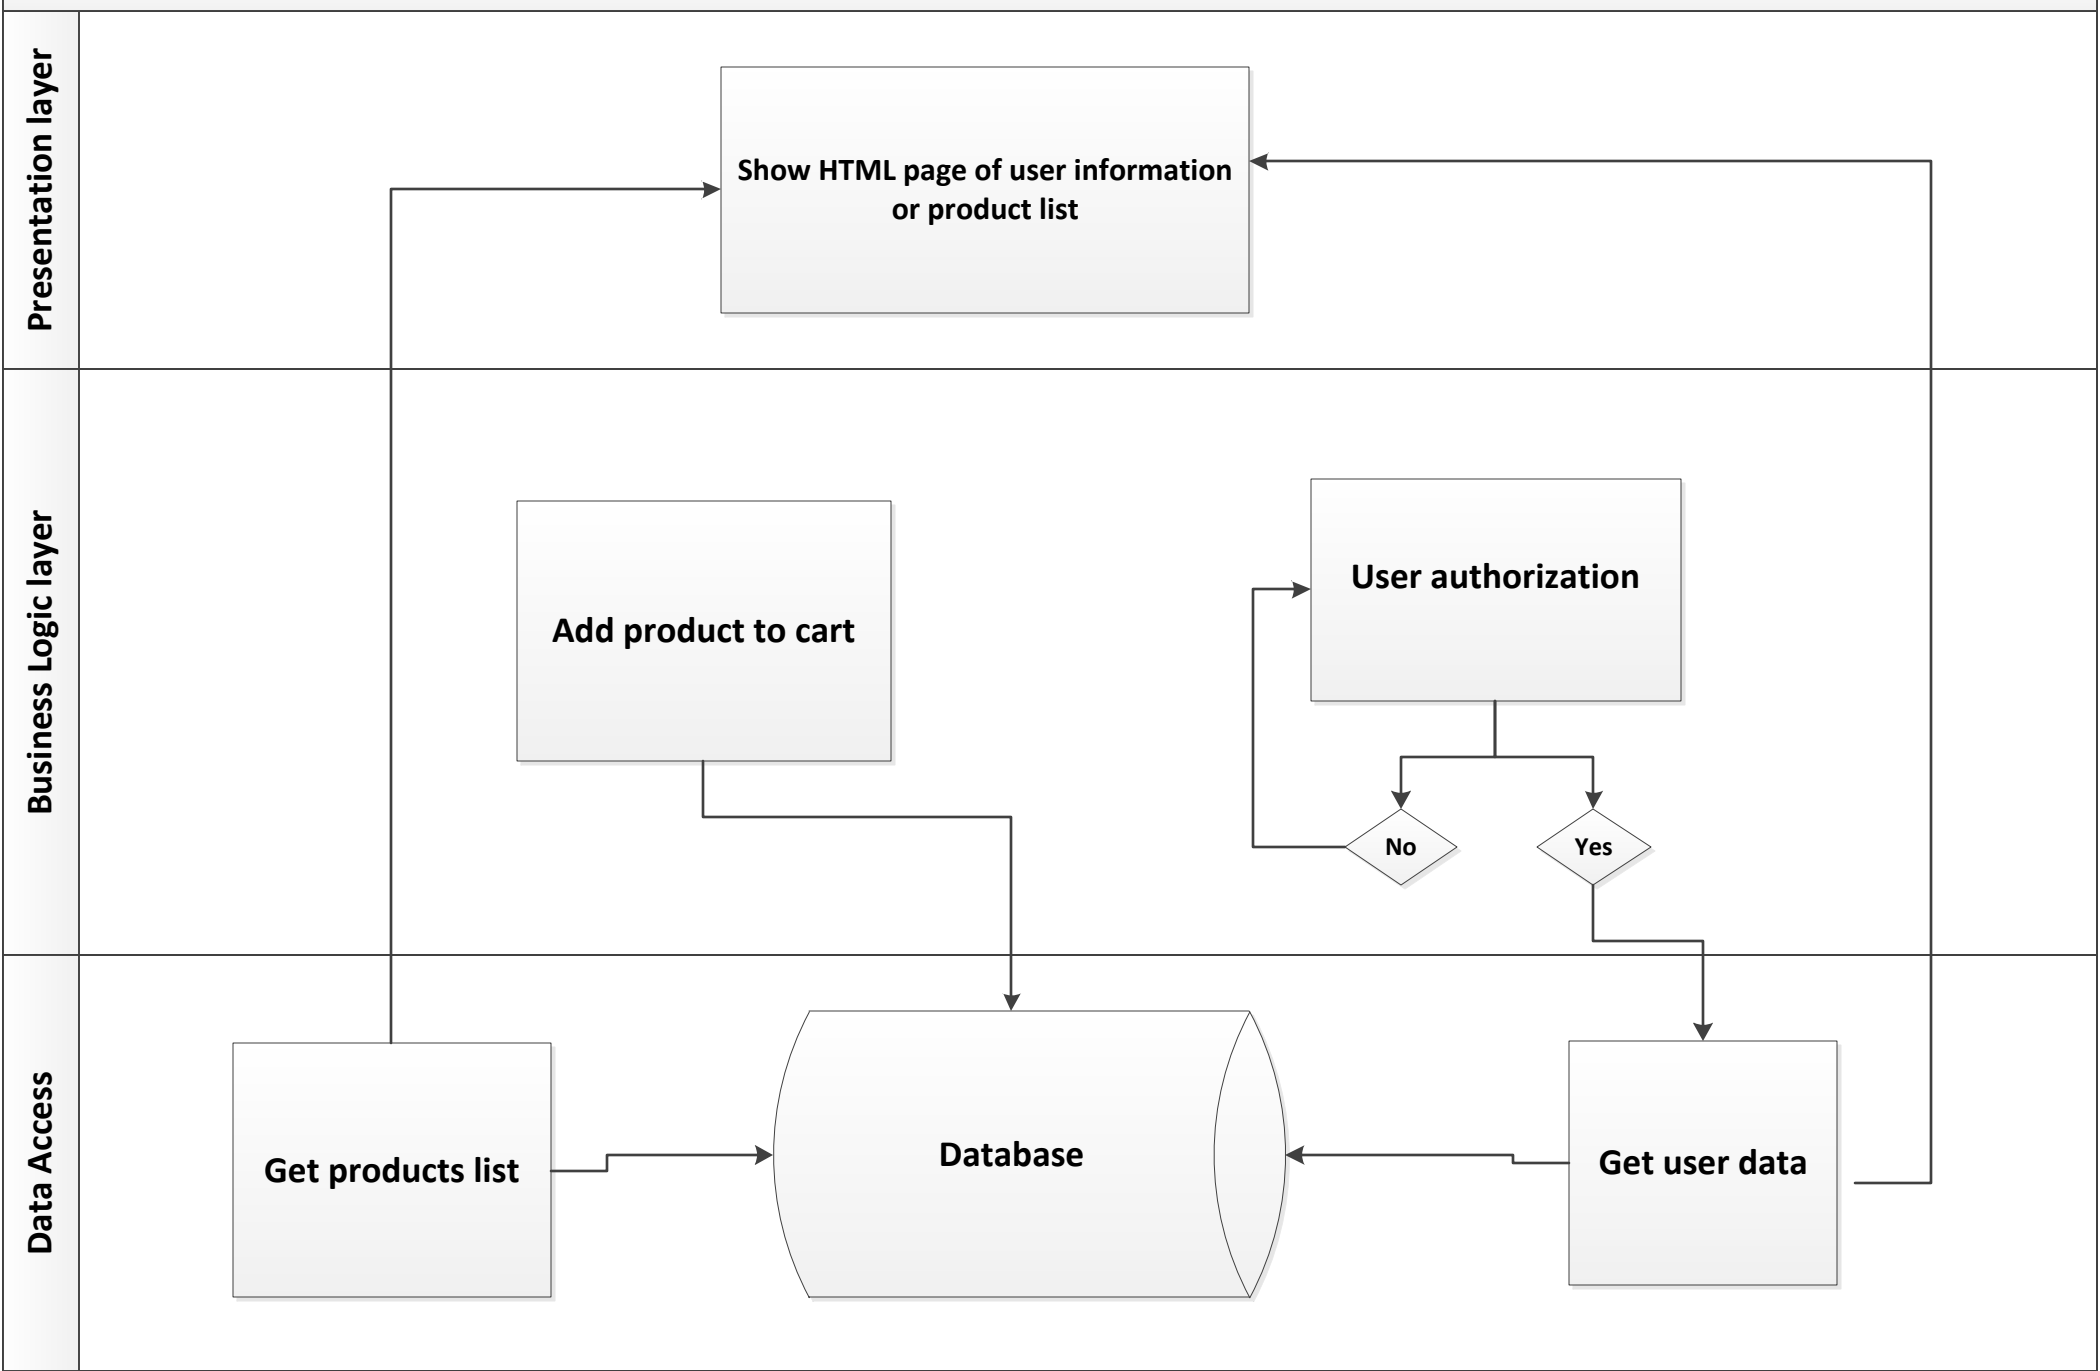 Presentation layer
Show HTML page of user information
or product list
Business Logic layer
Add product to cart
User authorization
No
Yes
Data Access
Get products list
Database
Get user data